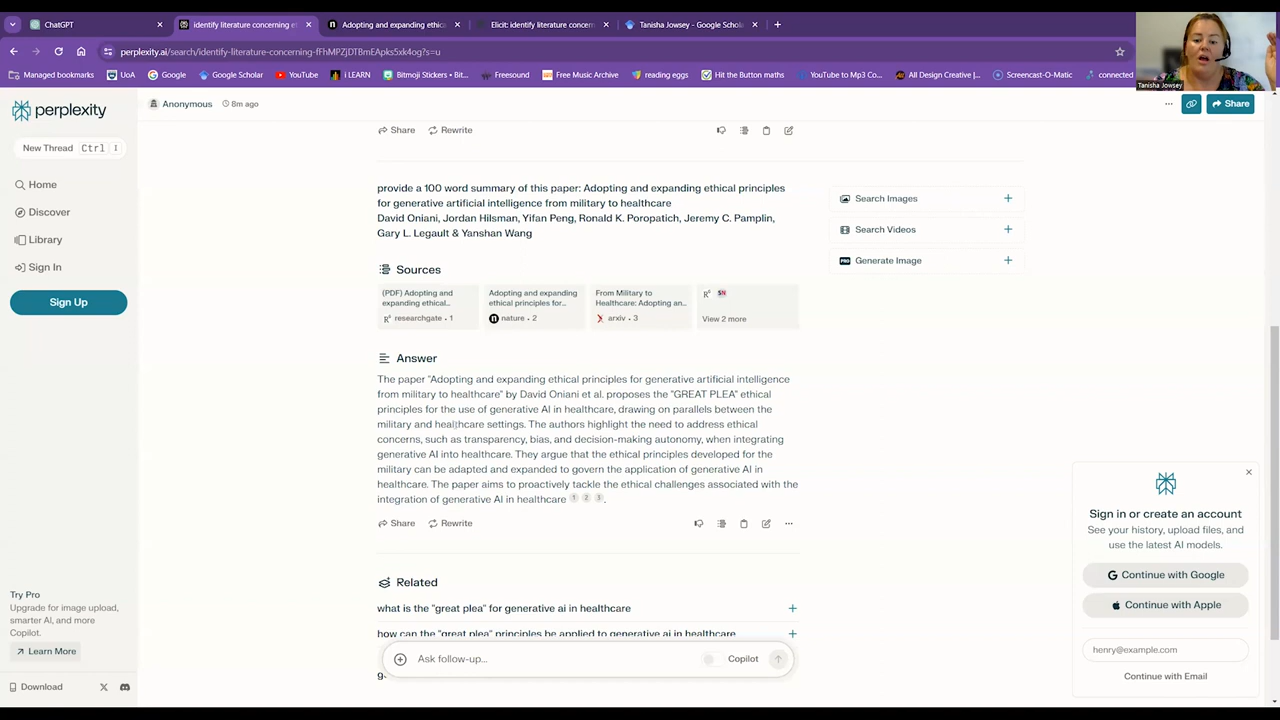 ChatGPT
identify literature concerning et
Adopting and expanding ethic
Elicit: identify literature concern
Tanisha Jowsey - Google Schol
perplexity.ai/search/identify-literature-concerning-fFhMPZjDTBmEApks5xk4og?s=u
Managed bookmarks
UoA
Google
Google Scholar
YouTube
i LEARN
Bitmoji Stickers • Bit...
Freesound
Free Music Archive
reading eggs
Hit the Button maths
YouTube to Mp3 Co...
All Design Creative |...
Screencast-O-Matic
connected
Tanisha Jowsey
perplexity
Anonymous
8m ago
Share
New Thread
Ctrl
I
Home
Discover
Library
Sign In
Sign Up
Share
Rewrite
provide a 100 word summary of this paper: Adopting and expanding ethical principles
for generative artificial intelligence from military to healthcare
David Oniani, Jordan Hilsman, Yifan Peng, Ronald K. Poropatich, Jeremy C. Pamplin,
Gary L. Legault & Yanshan Wang
Search Images
Search Videos
PRO
Generate Image
Sources
(PDF) Adopting and
expanding ethical...
researchgate • 1
Adopting and expanding
ethical principles for...
nature • 2
From Military to
Healthcare: Adopting an...
arxiv • 3
View 2 more
Answer
The paper "Adopting and expanding ethical principles for generative artificial intelligence
from military to healthcare" by David Oniani et al. proposes the "GREAT PLEA" ethical
principles for the use of generative AI in healthcare, drawing on parallels between the
military and healthcare settings. The authors highlight the need to address ethical
concerns, such as transparency, bias, and decision-making autonomy, when integrating
generative AI into healthcare. They argue that the ethical principles developed for the
military can be adapted and expanded to govern the application of generative AI in
healthcare. The paper aims to proactively tackle the ethical challenges associated with the
integration of generative AI in healthcare 1 2 3.
Share
Rewrite
Related
what is the "great plea" for generative ai in healthcare
how can the "great plea" principles be applied to generative ai in healthcare
Ask follow-up...
Copilot
Try Pro
Upgrade for image upload,
smarter AI, and more
Copilot.
Learn More
Download
Sign in or create an account
See your history, upload files, and
use the latest AI models.
Continue with Google
Continue with Apple
henry@example.com
Continue with Email